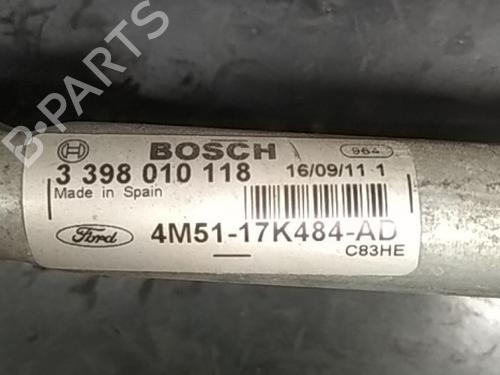 B-PARTS
BOSCH 964
3 398 010 118 16/09/11 1
Made in Spain
Ford 4M51-17K484-AD
C83HE